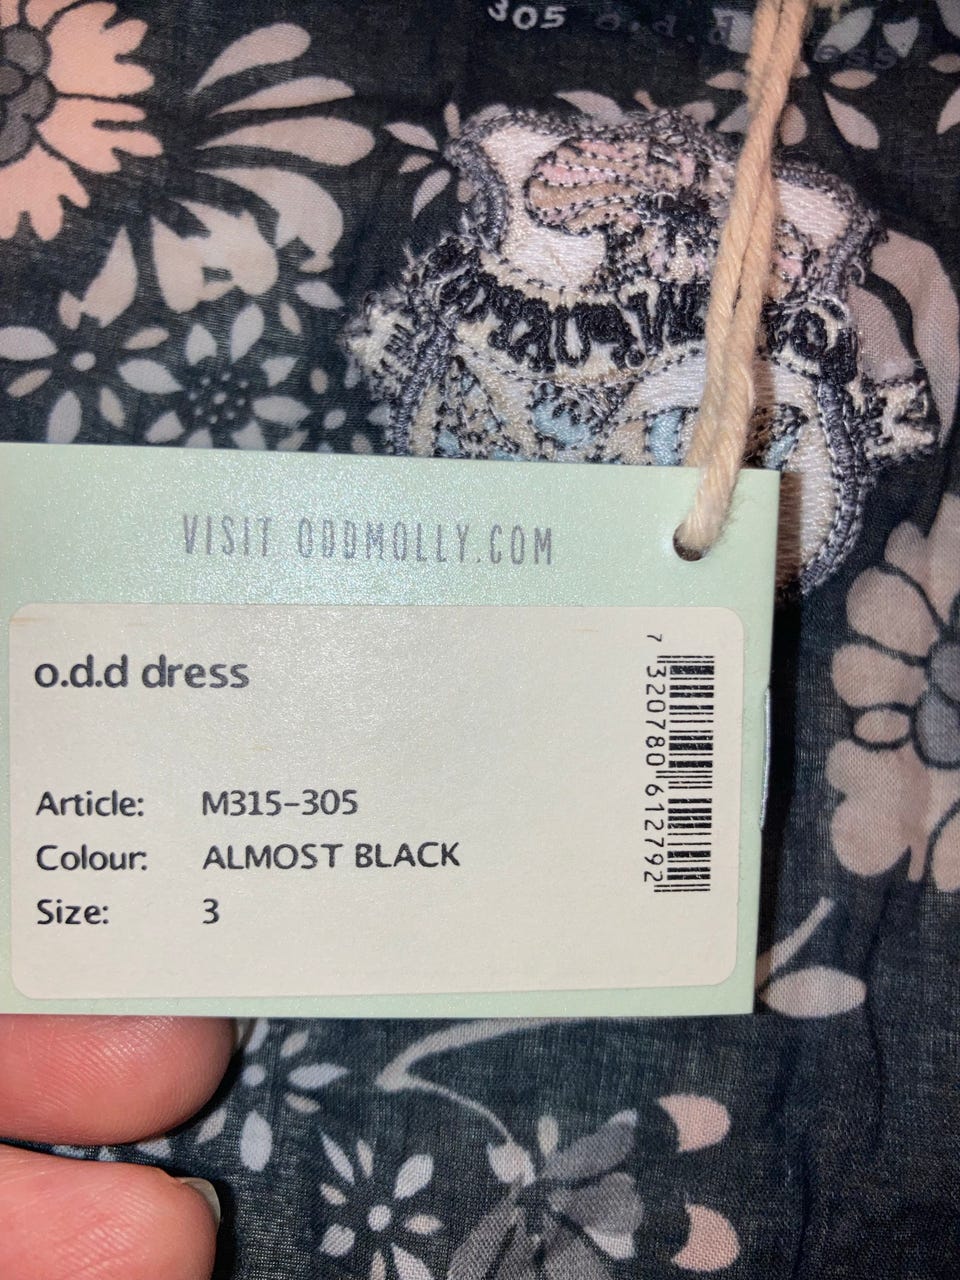 305 o.d.d dress
VISIT ODDMOLLY.COM
o.d.d dress
Article: M315-305
Colour: ALMOST BLACK
Size: 3
7 320780 612792